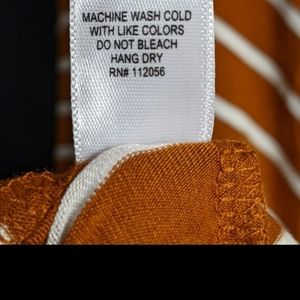 MACHINE WASH COLD
WITH LIKE COLORS
DO NOT BLEACH
HANG DRY
RN# 112056